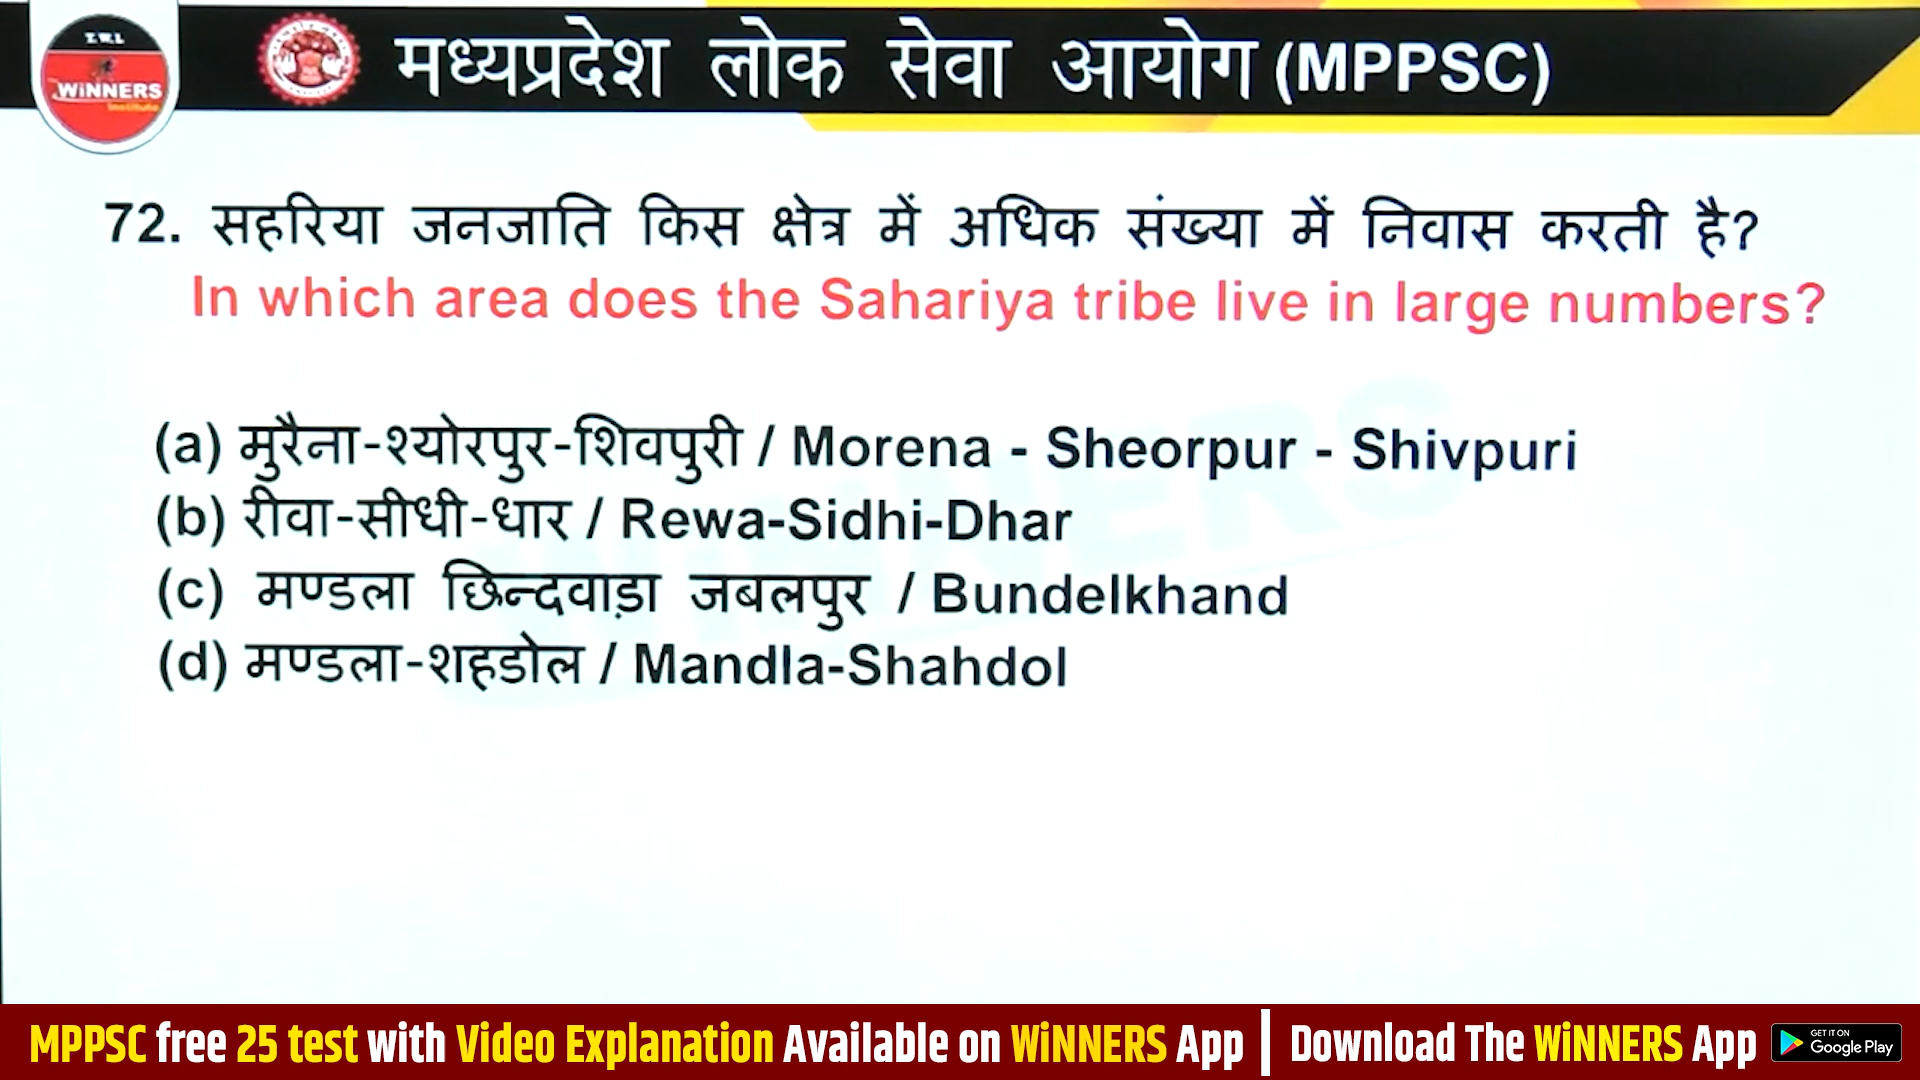 T.W.I.
WiNNERS
Institute
मध्यप्रदेश लोक सेवा आयोग (MPPSC)
72. सहरिया जनजाति किस क्षेत्र में अधिक संख्या में निवास करती है?
In which area does the Sahariya tribe live in large numbers?
(a) मुरैना-श्योरपुर-शिवपुरी / Morena - Sheorpur - Shivpuri
(b) रीवा-सीधी-धार / Rewa-Sidhi-Dhar
(c) मण्डला छिन्दवाड़ा जबलपुर / Bundelkhand
(d) मण्डला-शहडोल / Mandla-Shahdol
WINNERS
MPPSC free 25 test with Video Explanation Available on WiNNERS App | Download The WiNNERS App
GET IT ON
Google Play